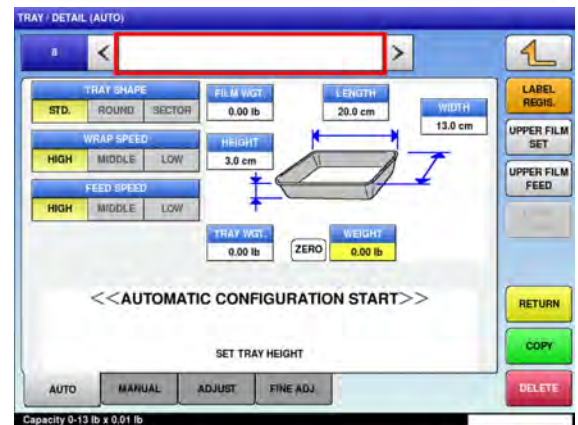 TRAY / DETAIL (AUTO)
8 < >
TRAY SHAPE
STD. ROUND SECTOR
WRAP SPEED
HIGH MIDDLE LOW
FEED SPEED
HIGH MIDDLE LOW
FILM WGT.
0.00 lb
HEIGHT
3.0 cm
LENGTH
20.0 cm
WIDTH
13.0 cm
TRAY WGT.
0.00 lb
ZERO
WEIGHT
0.00 lb
<<AUTOMATIC CONFIGURATION START>>
SET TRAY HEIGHT
AUTO MANUAL ADJUST FINE ADJ.
LABEL
REGIS.
UPPER FILM
SET
UPPER FILM
FEED
RETURN
COPY
DELETE
Capacity 0-13 lb x 0.01 lb